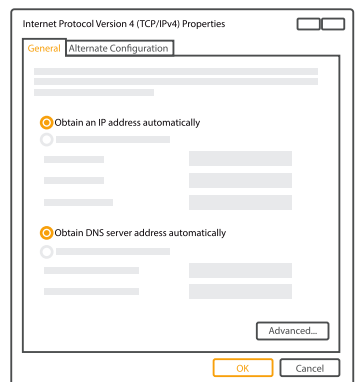 Internet Protocol Version 4 (TCP/IPv4) Properties
General Alternate Configuration
Obtain an IP address automatically
Obtain DNS server address automatically
Advanced...
OK Cancel